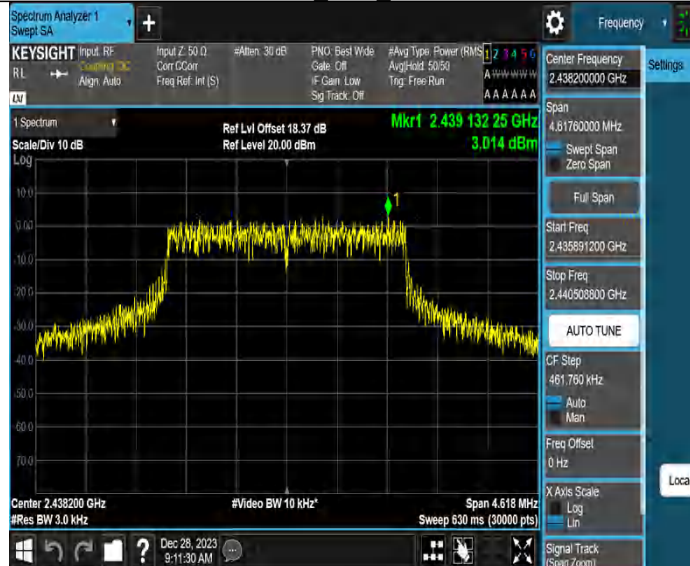 Spectrum Analyzer 1
Swept SA
+
Frequency
KEYSIGHT
RL
Input: RF
Coupling: DC
Align: Auto
Input Z: 50 Ω
Corr CCorr
Freq Ref: Int (S)
#Atten: 30 dB
PNO: Best Wide
Gate: Off
IF Gain: Low
Sig Track: Off
#Avg Type: Power (RMS
Avg|Hold: 50/50
Trig: Free Run
1 2 3 4 5 6
A W W W W W
A A A A A A
LV
1 Spectrum
Scale/Div 10 dB
Log
Ref Lvl Offset 18.37 dB
Ref Level 20.00 dBm
Mkr1 2.439 132 25 GHz
3.014 dBm
1
10.0
0.00
-10.0
-20.0
-30.0
-40.0
-50.0
-60.0
-70.0
Center 2.438200 GHz
#Res BW 3.0 kHz
#Video BW 10 kHz*
Span 4.618 MHz
Sweep 630 ms (30000 pts)
?
Dec 28, 2023
9:11:30 AM
Center Frequency
2.438200000 GHz
Settings
Span
4.61760000 MHz
Swept Span
Zero Span
Full Span
Start Freq
2.435891200 GHz
Stop Freq
2.440508800 GHz
AUTO TUNE
CF Step
461.760 kHz
Auto
Man
Freq Offset
0 Hz
X Axis Scale
Log
Lin
Loca
Signal Track
(Span Zoom)